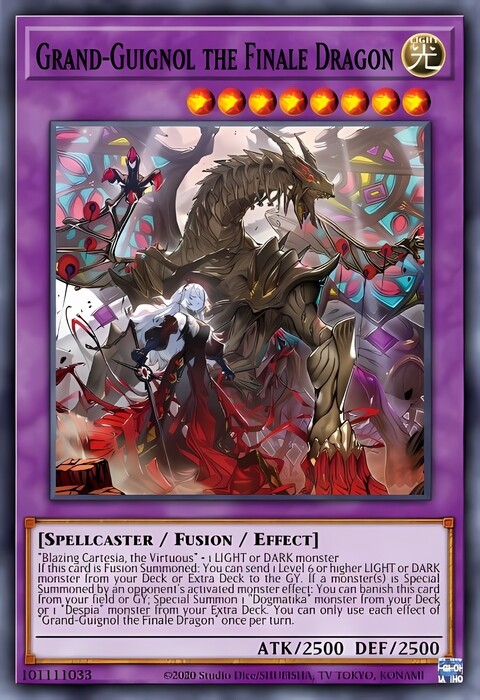 GRAND-GUIGNOL THE FINALE DRAGON
LIGHT
光
[SPELLCASTER / FUSION / EFFECT]
"Blazing Cartesia, the Virtuous" - 1 LIGHT or DARK monster
If this card is Fusion Summoned: You can send 1 Level 6 or higher LIGHT or DARK
monster from your Deck or Extra Deck to the GY. If a monster(s) is Special
Summoned by an opponent's activated monster effect: You can banish this card
from your field or GY; Special Summon 1 "Dogmatika" monster from your Deck
or 1 "Despia" monster from your Extra Deck. You can only use each effect of
"Grand-Guignol the Finale Dragon" once per turn.
ATK/2500 DEF/2500
101111033 ©2020 Studio Dice/SHUEISHA, TV TOKYO, KONAMI